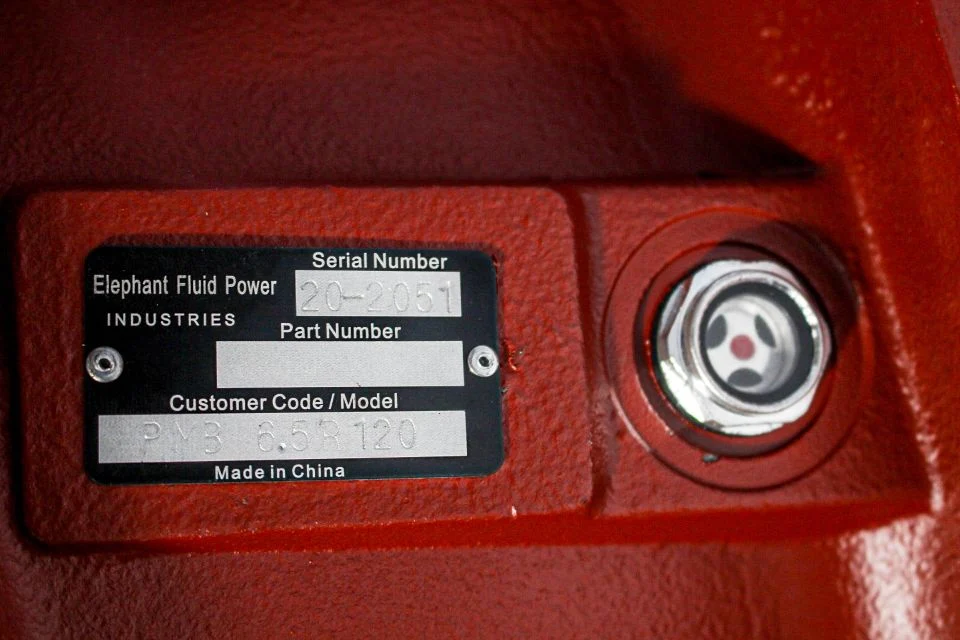 Elephant Fluid Power
INDUSTRIES
Serial Number
20-2051
Part Number
Customer Code / Model
PMB 6.5R120
Made in China